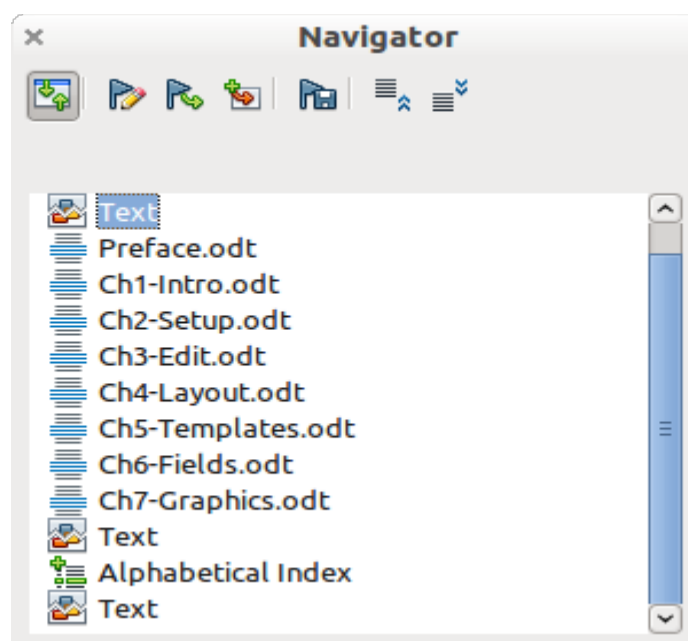 Navigator
Text
Preface.odt
Ch1-Intro.odt
Ch2-Setup.odt
Ch3-Edit.odt
Ch4-Layout.odt
Ch5-Templates.odt
Ch6-Fields.odt
Ch7-Graphics.odt
Text
Alphabetical Index
Text